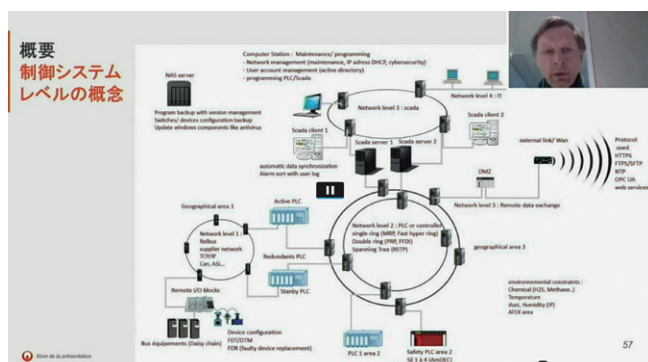 概要
制御システム
レベルの概念
NAS server
Program backup with version management
Switches/ devices configuration backup
Update windows components like antivirus
Computer Station : Maintenance/ programming
- Network management (maintenance, IP adress DHCP, cybersecurity)
- User account management (active directory)
- programming PLC/Scada
Network level 4 : IT
Network level 3 : scada
Scada client 1
Scada server 1
Scada server 2
Scada client 2
automatic data synchronization
Alarm sort with user log
external link/ Wan
Protocol
used
HTTPS
FTPS/SFTP
NTP
OPC UA
web services
DMZ
Network level 5 : Remote data exchange
Geographical area 1
Active PLC
Network level 1 :
supplier network
TCP/IP
Can, ASI...
Network level 2 : PLC or controller
single ring (MRP, Fast hyper ring)
Double ring (PRP, FFDX)
Spanning Tree (RSTP)
geographical area 3
Redundants PLC
Stanby PLC
Remote I/O blocks
Device configuration
FDT/DTM
FDR (faulty device replacement)
Bus équipements (Daisy chain)
PLC 1 area 2
Safety PLC area 2
environnemental constraints :
Chemical (H2S, Methane..)
Temperature
dust, Humidity (IP)
ATEX area
Nom de la présentation
57